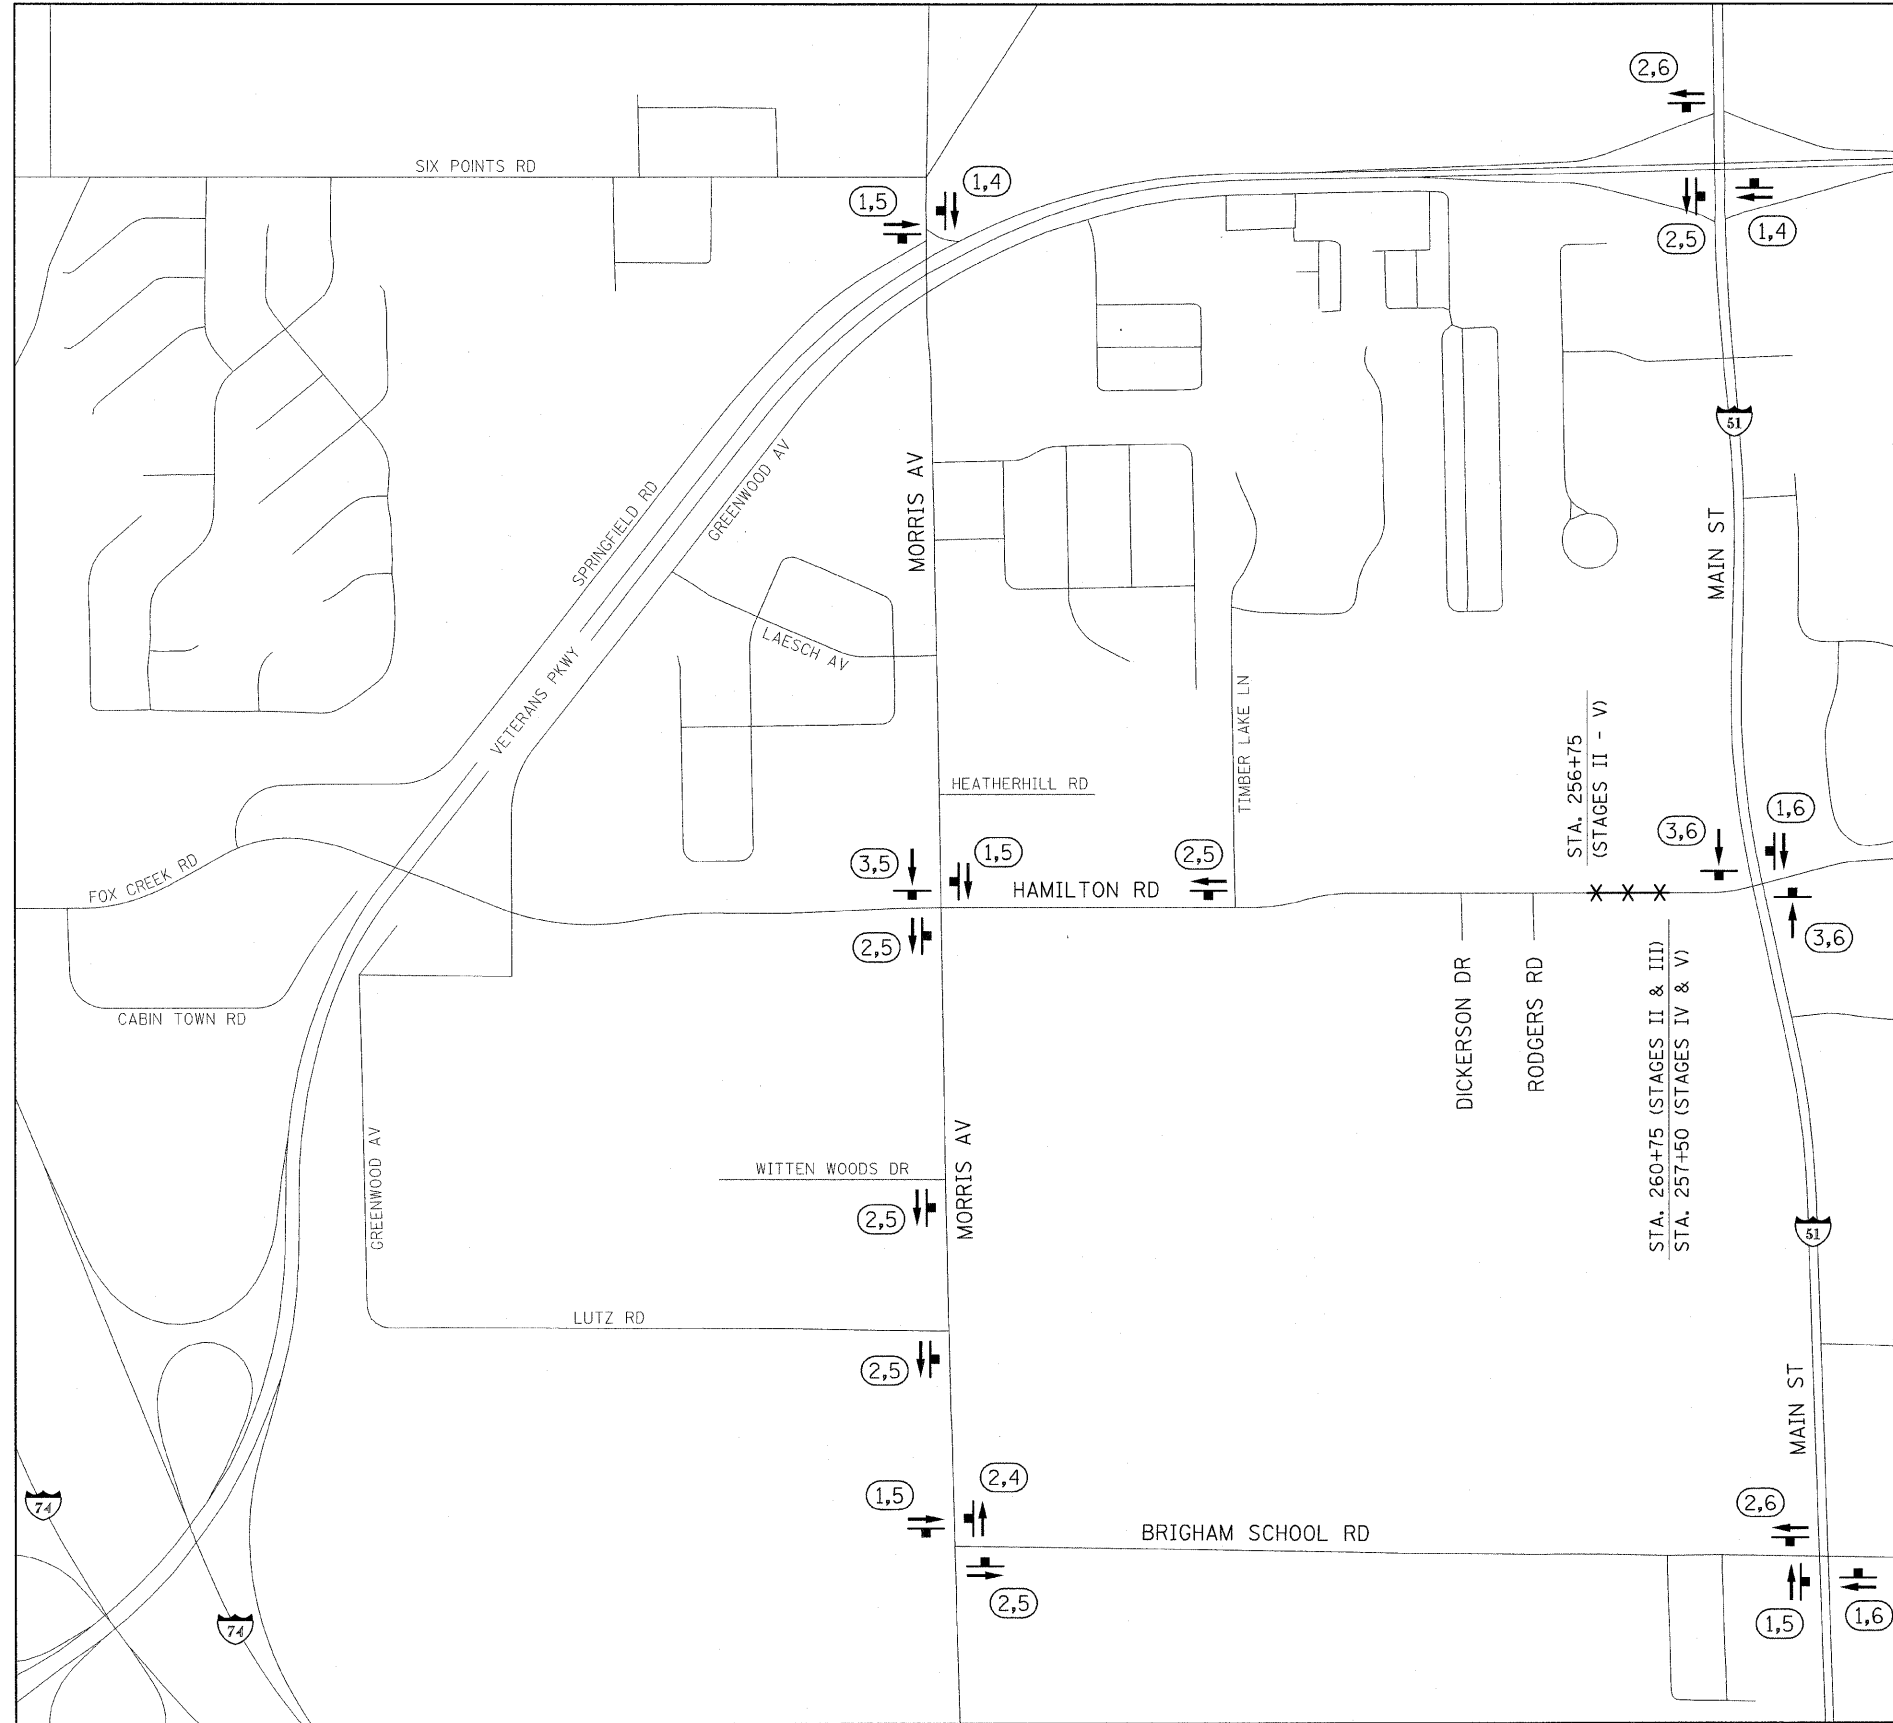 2,6
SIX POINTS RD
1,4
1,5
2,5
1,4
51
MORRIS AV
GREENWOOD AV
SPRINGFIELD RD
MAIN ST
LAESCH AV
VETERANS PKWY
TIMBER LAKE LN
STA. 256+75
(STAGES II - V)
HEATHERHILL RD
1,6
3,6
3,5
1,5
2,5
FOX CREEK RD
HAMILTON RD
2,5
3,6
CABIN TOWN RD
DICKERSON DR
RODGERS RD
STA. 260+75 (STAGES II & III)
STA. 257+50 (STAGES IV & V)
GREENWOOD AV
WITTEN WOODS DR
MORRIS AV
2,5
51
LUTZ RD
2,5
MAIN ST
2,4
1,5
74
2,6
BRIGHAM SCHOOL RD
2,5
1,5
1,6
74